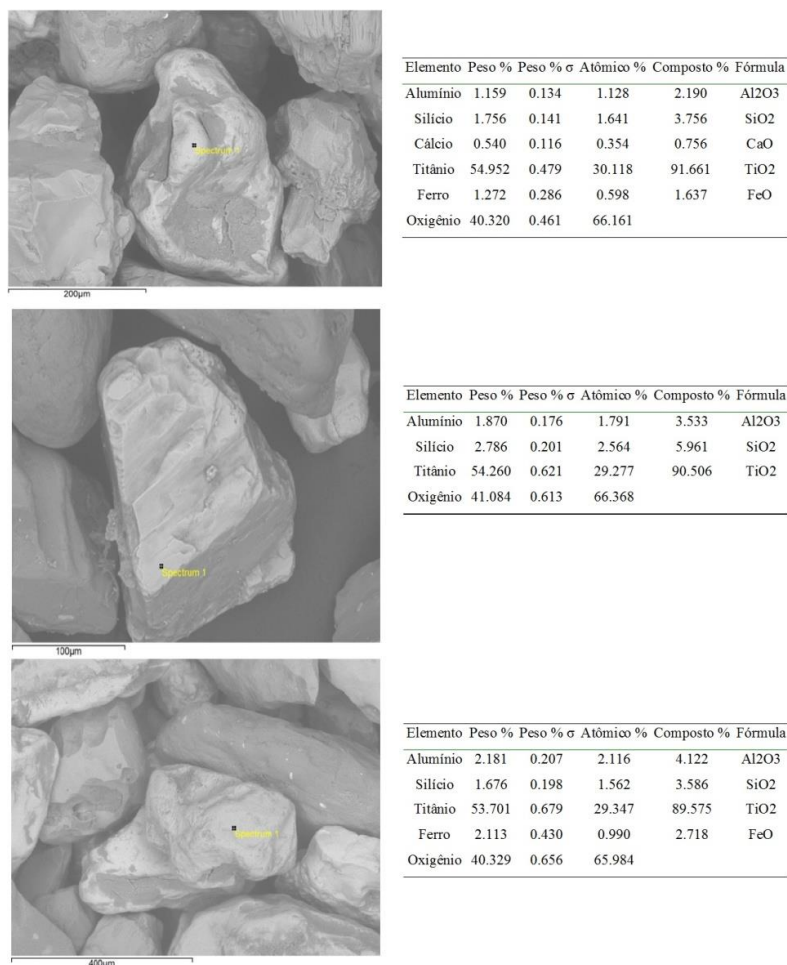 Spectrum 1
200µm
Elemento Peso % Peso % σ Atômico % Composto % Fórmula
Alumínio 1.159 0.134 1.128 2.190 Al2O3
Silício 1.756 0.141 1.641 3.756 SiO2
Cálcio 0.540 0.116 0.354 0.756 CaO
Titânio 54.952 0.479 30.118 91.661 TiO2
Ferro 1.272 0.286 0.598 1.637 FeO
Oxigênio 40.320 0.461 66.161
Spectrum 1
100µm
Elemento Peso % Peso % σ Atômico % Composto % Fórmula
Alumínio 1.870 0.176 1.791 3.533 Al2O3
Silício 2.786 0.201 2.564 5.961 SiO2
Titânio 54.260 0.621 29.277 90.506 TiO2
Oxigênio 41.084 0.613 66.368
Spectrum 1
400µm
Elemento Peso % Peso % σ Atômico % Composto % Fórmula
Alumínio 2.181 0.207 2.116 4.122 Al2O3
Silício 1.676 0.198 1.562 3.586 SiO2
Titânio 53.701 0.679 29.347 89.575 TiO2
Ferro 2.113 0.430 0.990 2.718 FeO
Oxigênio 40.329 0.656 65.984